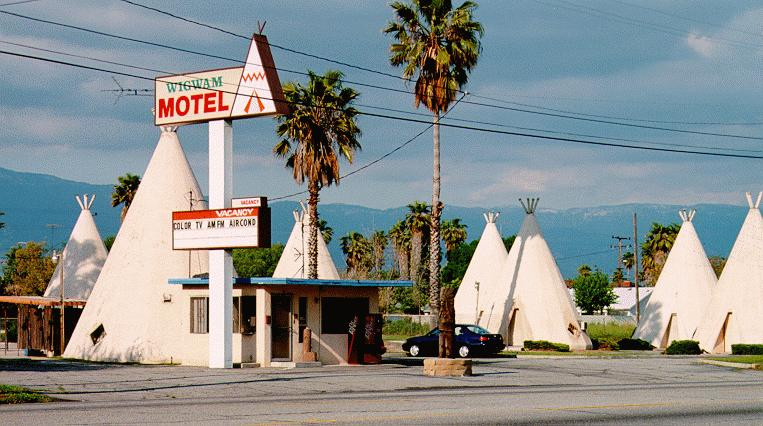 WIGWAM
MOTEL
VACANCY
VACANCY
COLOR TV AM FM AIRCOND